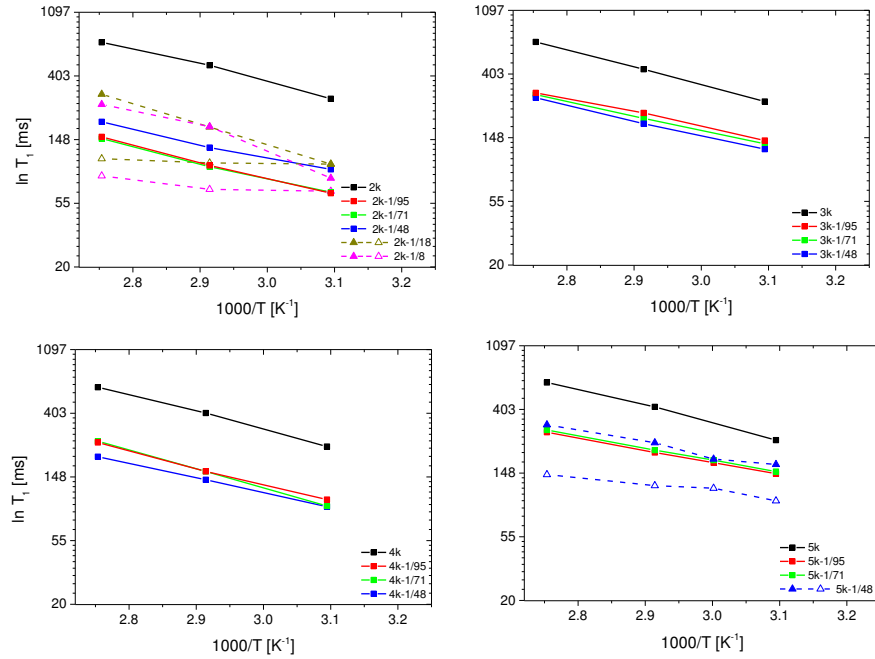 1097
403
148
55
20
ln T1 [ms]
2.8 2.9 3.0 3.1 3.2
1000/T [K-1]
2k
2k-1/95
2k-1/71
2k-1/48
2k-1/18
2k-1/8
1097
403
148
55
20
2.8 2.9 3.0 3.1 3.2
1000/T [K-1]
3k
3k-1/95
3k-1/71
3k-1/48
1097
403
148
55
20
ln T1 [ms]
2.8 2.9 3.0 3.1 3.2
1000/T [K-1]
4k
4k-1/95
4k-1/71
4k-1/48
1097
403
148
55
20
2.8 2.9 3.0 3.1 3.2
1000/T [K-1]
5k
5k-1/95
5k-1/71
5k-1/48